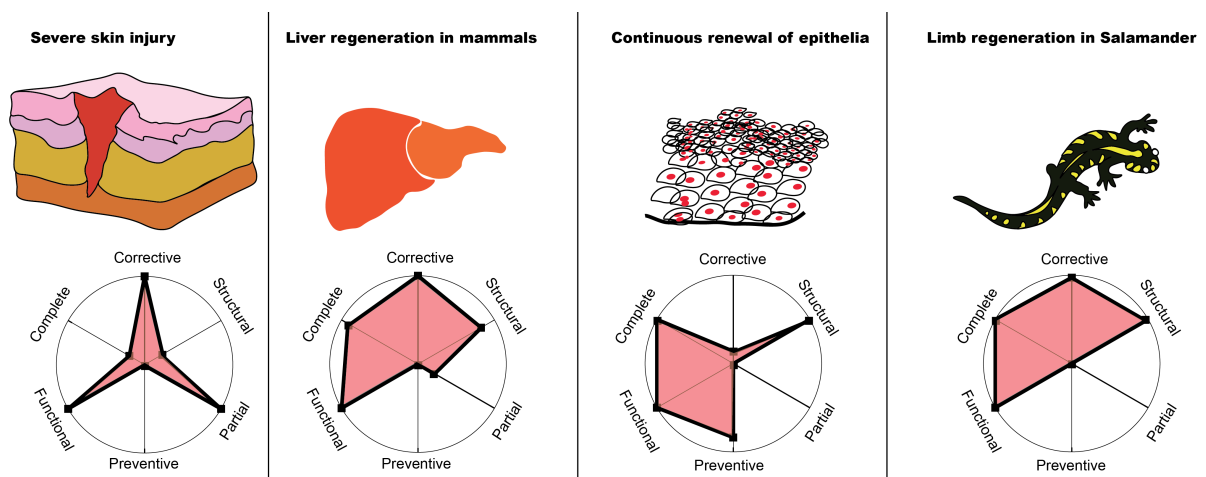 Severe skin injury
Liver regeneration in mammals
Continuous renewal of epithelia
Limb regeneration in Salamander
Corrective
Structural
Partial
Preventive
Functional
Complete
Corrective
Structural
Partial
Preventive
Functional
Complete
Corrective
Structural
Partial
Preventive
Functional
Complete
Corrective
Structural
Partial
Preventive
Functional
Complete